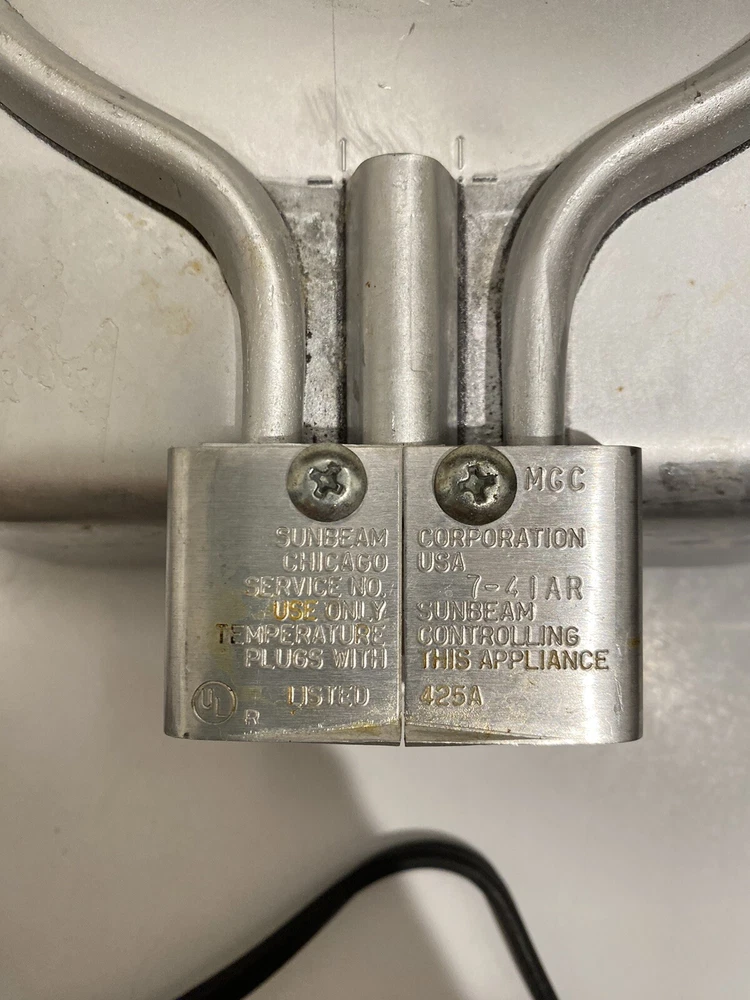 MGC
SUNBEAM CORPORATION
CHICAGO USA
SERVICE NO. 7-41AR
USE ONLY SUNBEAM
TEMPERATURE CONTROLLING
PLUGS WITH THIS APPLIANCE
UL R LISTED 425A